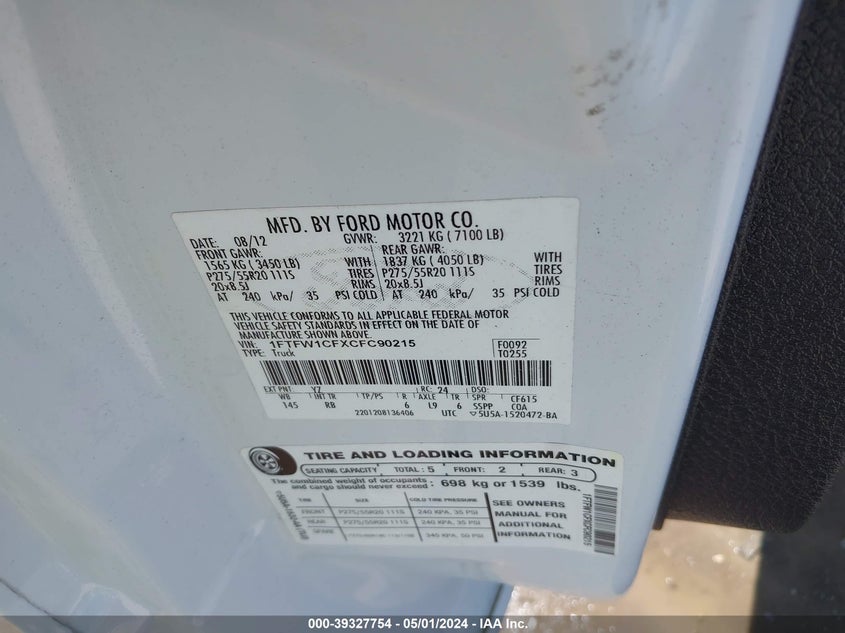 MFD. BY FORD MOTOR CO.
DATE: 08/12 GVWR: 3221 KG ( 7100 LB)
FRONT GAWR: REAR GAWR:
1565 KG ( 3450 LB) WITH 1837 KG ( 4050 LB) WITH
P275/55R20 111S TIRES P275/55R20 111S TIRES
20x8.5J RIMS 20x8.5J RIMS
AT 240 kPa/ 35 PSI COLD AT 240 kPa/ 35 PSI COLD
THIS VEHICLE CONFORMS TO ALL APPLICABLE FEDERAL MOTOR
VEHICLE SAFETY STANDARDS IN EFFECT ON THE DATE OF
MANUFACTURE SHOWN ABOVE.
VIN: 1FTFW1CFXCFC90215 F0092
TYPE: Truck T0255
EXT PNT: YZ RC: 24 DSO:
WB INT TR TP/PS R AXLE TR SPR CF615
145 RB 6 L9 6 SSPP COA
2201208136406 UTC 5U5A-1520472-BA
TIRE AND LOADING INFORMATION
SEATING CAPACITY TOTAL: 5 FRONT: 2 REAR: 3
The combined weight of occupants
and cargo should never exceed: 698 kg or 1539 lbs.
TIRE SIZE COLD TIRE PRESSURE SEE OWNERS
FRONT P275/55R20 111S 240 KPA, 35 PSI MANUAL FOR
REAR P275/55R20 111S 240 KPA, 35 PSI ADDITIONAL
SPARE 345 KPA, 50 PSI INFORMATION
000-39327754 - 05/01/2024 - IAA Inc.